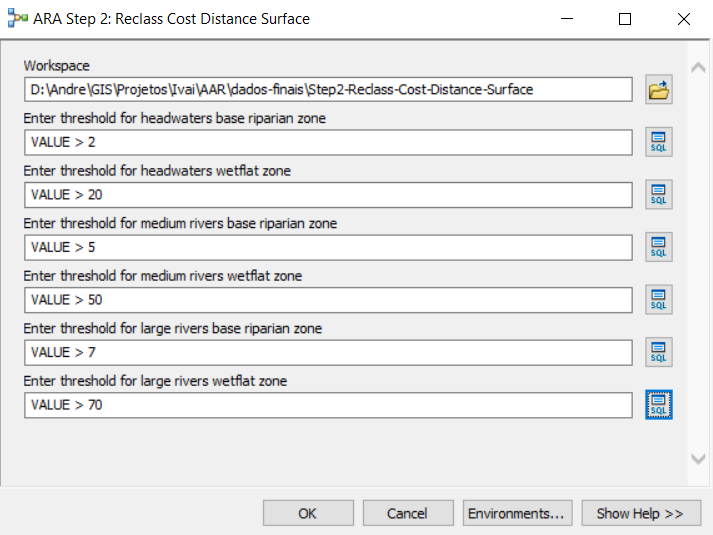 ARA Step 2: Reclass Cost Distance Surface
Workspace
D:\Andre\GIS\Projetos\Ivai\AAR\dados-finais\Step2-Reclass-Cost-Distance-Surface
Enter threshold for headwaters base riparian zone
VALUE > 2
SQL
Enter threshold for headwaters wetflat zone
VALUE > 20
SQL
Enter threshold for medium rivers base riparian zone
VALUE > 5
SQL
Enter threshold for medium rivers wetflat zone
VALUE > 50
SQL
Enter threshold for large rivers base riparian zone
VALUE > 7
SQL
Enter threshold for large rivers wetflat zone
VALUE > 70
SQL
OK Cancel Environments... Show Help >>